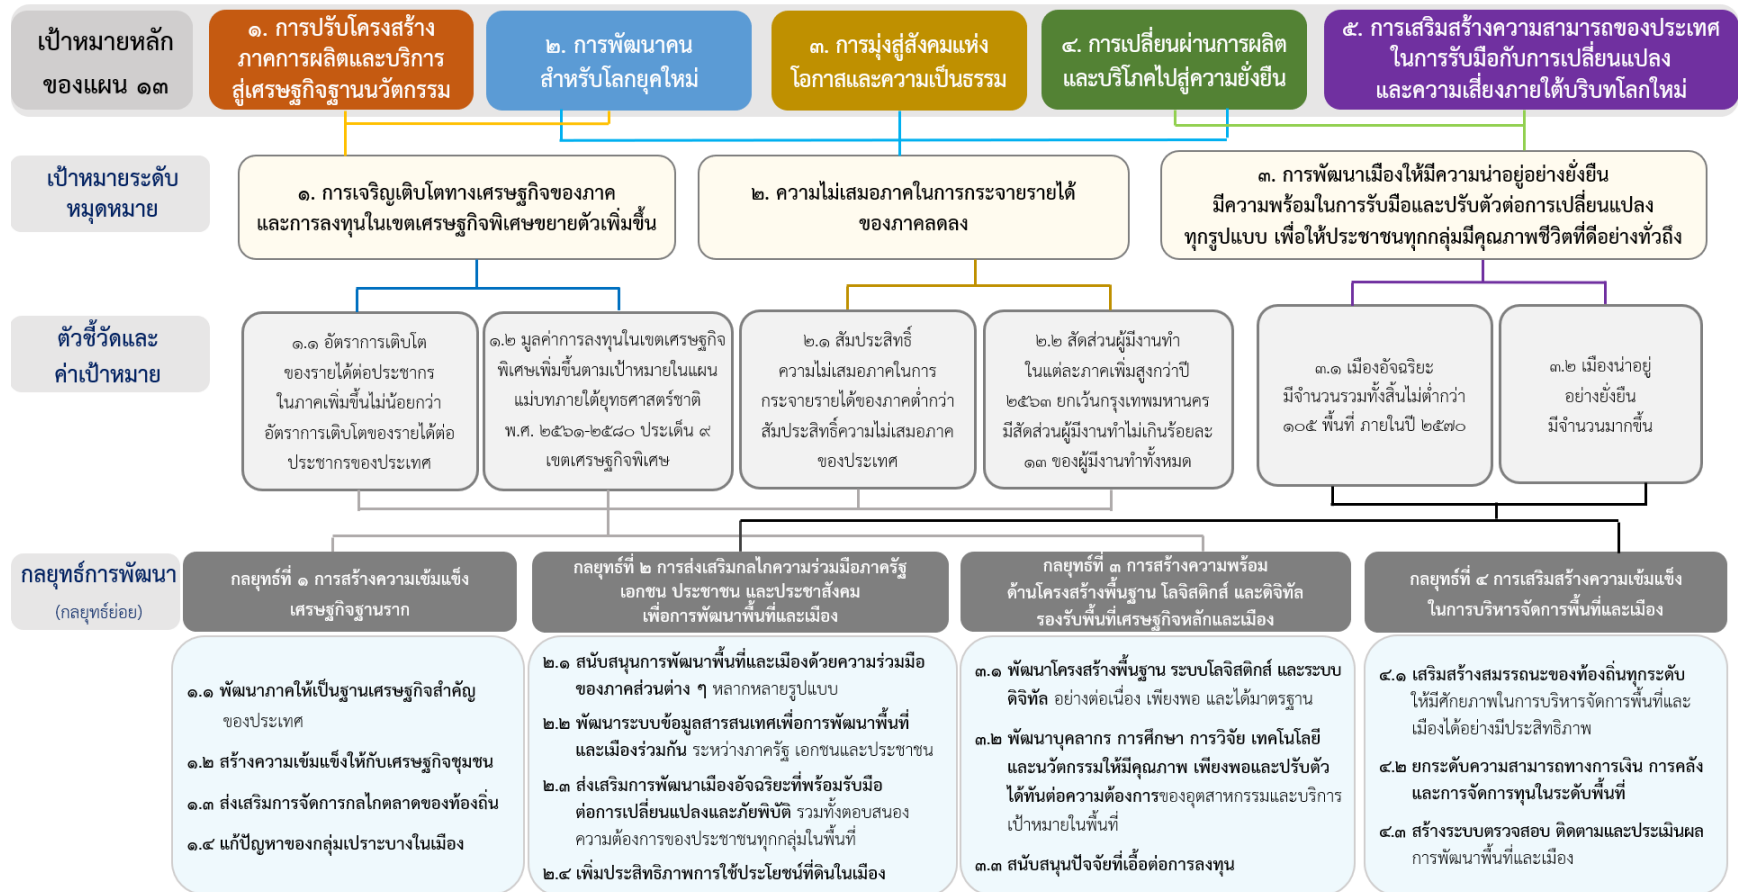 เป้าหมายหลัก
ของแผน ๑๓
๑. การปรับโครงสร้าง
ภาคการผลิตและบริการ
สู่เศรษฐกิจฐานนวัตกรรม
๒. การพัฒนาคน
สำหรับโลกยุคใหม่
๓. การมุ่งสู่สังคมแห่ง
โอกาสและความเป็นธรรม
๔. การเปลี่ยนผ่านการผลิต
และบริโภคไปสู่ความยั่งยืน
๕. การเสริมสร้างความสามารถของประเทศ
ในการรับมือกับการเปลี่ยนแปลง
และความเสี่ยงภายใต้บริบทโลกใหม่
เป้าหมายระดับ
หมุดหมาย
๑. การเจริญเติบโตทางเศรษฐกิจของภาค
และการลงทุนในเขตเศรษฐกิจพิเศษขยายตัวเพิ่มขึ้น
๒. ความไม่เสมอภาคในการกระจายรายได้
ของภาคลดลง
๓. การพัฒนาเมืองให้มีความน่าอยู่อย่างยั่งยืน
มีความพร้อมในการรับมือและปรับตัวต่อการเปลี่ยนแปลง
ทุกรูปแบบ เพื่อให้ประชาชนทุกกลุ่มมีคุณภาพชีวิตที่ดีอย่างทั่วถึง
ตัวชี้วัดและ
ค่าเป้าหมาย
๑.๑ อัตราการเติบโต
ของรายได้ต่อประชากร
ในภาคเพิ่มขึ้นไม่น้อยกว่า
อัตราการเติบโตของรายได้ต่อ
ประชากรของประเทศ
๑.๒ มูลค่าการลงทุนในเขตเศรษฐกิจ
พิเศษเพิ่มขึ้นตามเป้าหมายในแผน
แม่บทภายใต้ยุทธศาสตร์ชาติ
พ.ศ. ๒๕๖๑-๒๕๘๐ ประเด็น ๙
เขตเศรษฐกิจพิเศษ
๒.๑ สัมประสิทธิ์
ความไม่เสมอภาคในการ
กระจายรายได้ของภาคต่ำกว่า
สัมประสิทธิ์ความไม่เสมอภาค
ของประเทศ
๒.๒ สัดส่วนผู้มีงานทำ
ในแต่ละภาคเพิ่มสูงกว่าปี
๒๕๖๓ ยกเว้นกรุงเทพมหานคร
มีสัดส่วนผู้มีงานทำไม่เกินร้อยละ
๑๓ ของผู้มีงานทำทั้งหมด
๓.๑ เมืองอัจฉริยะ
มีจำนวนรวมทั้งสิ้นไม่ต่ำกว่า
๑๐๕ พื้นที่ ภายในปี ๒๕๗๐
๓.๒ เมืองน่าอยู่
อย่างยั่งยืน
มีจำนวนมากขึ้น
กลยุทธ์การพัฒนา
(กลยุทธ์ย่อย)
กลยุทธ์ที่ ๑ การสร้างความเข้มแข็ง
เศรษฐกิจฐานราก
กลยุทธ์ที่ ๒ การส่งเสริมกลไกความร่วมมือภาครัฐ
เอกชน ประชาชน และประชาสังคม
เพื่อการพัฒนาพื้นที่และเมือง
กลยุทธ์ที่ ๓ การสร้างความพร้อม
ด้านโครงสร้างพื้นฐาน โลจิสติกส์ และดิจิทัล
รองรับพื้นที่เศรษฐกิจหลักและเมือง
กลยุทธ์ที่ ๔ การเสริมสร้างความเข้มแข็ง
ในการบริหารจัดการพื้นที่และเมือง
๑.๑ พัฒนาภาคให้เป็นฐานเศรษฐกิจสำคัญ
ของประเทศ
๑.๒ สร้างความเข้มแข็งให้กับเศรษฐกิจชุมชน
๑.๓ ส่งเสริมการจัดการกลไกตลาดของท้องถิ่น
๑.๔ แก้ปัญหาของกลุ่มเปราะบางในเมือง
๒.๑ สนับสนุนการพัฒนาพื้นที่และเมืองด้วยความร่วมมือ
ของภาคส่วนต่าง ๆ หลากหลายรูปแบบ
๒.๒ พัฒนาระบบข้อมูลสารสนเทศเพื่อการพัฒนาพื้นที่
และเมืองร่วมกัน ระหว่างภาครัฐ เอกชนและประชาชน
๒.๓ ส่งเสริมการพัฒนาเมืองอัจฉริยะที่พร้อมรับมือ
ต่อการเปลี่ยนแปลงและภัยพิบัติ รวมทั้งตอบสนอง
ความต้องการของประชาชนทุกกลุ่มในพื้นที่
๒.๔ เพิ่มประสิทธิภาพการใช้ประโยชน์ที่ดินในเมือง
๓.๑ พัฒนาโครงสร้างพื้นฐาน ระบบโลจิสติกส์ และระบบ
ดิจิทัล อย่างต่อเนื่อง เพียงพอ และได้มาตรฐาน
๓.๒ พัฒนาบุคลากร การศึกษา การวิจัย เทคโนโลยี
และนวัตกรรมให้มีคุณภาพ เพียงพอและปรับตัว
ได้ทันต่อความต้องการของอุตสาหกรรมและบริการ
เป้าหมายในพื้นที่
๓.๓ สนับสนุนปัจจัยที่เอื้อต่อการลงทุน
๔.๑ เสริมสร้างสมรรถนะของท้องถิ่นทุกระดับ
ให้มีศักยภาพในการบริหารจัดการพื้นที่และ
เมืองได้อย่างมีประสิทธิภาพ
๔.๒ ยกระดับความสามารถทางการเงิน การคลัง
และการจัดการทุนในระดับพื้นที่
๔.๓ สร้างระบบตรวจสอบ ติดตามและประเมินผล
การพัฒนาพื้นที่และเมือง